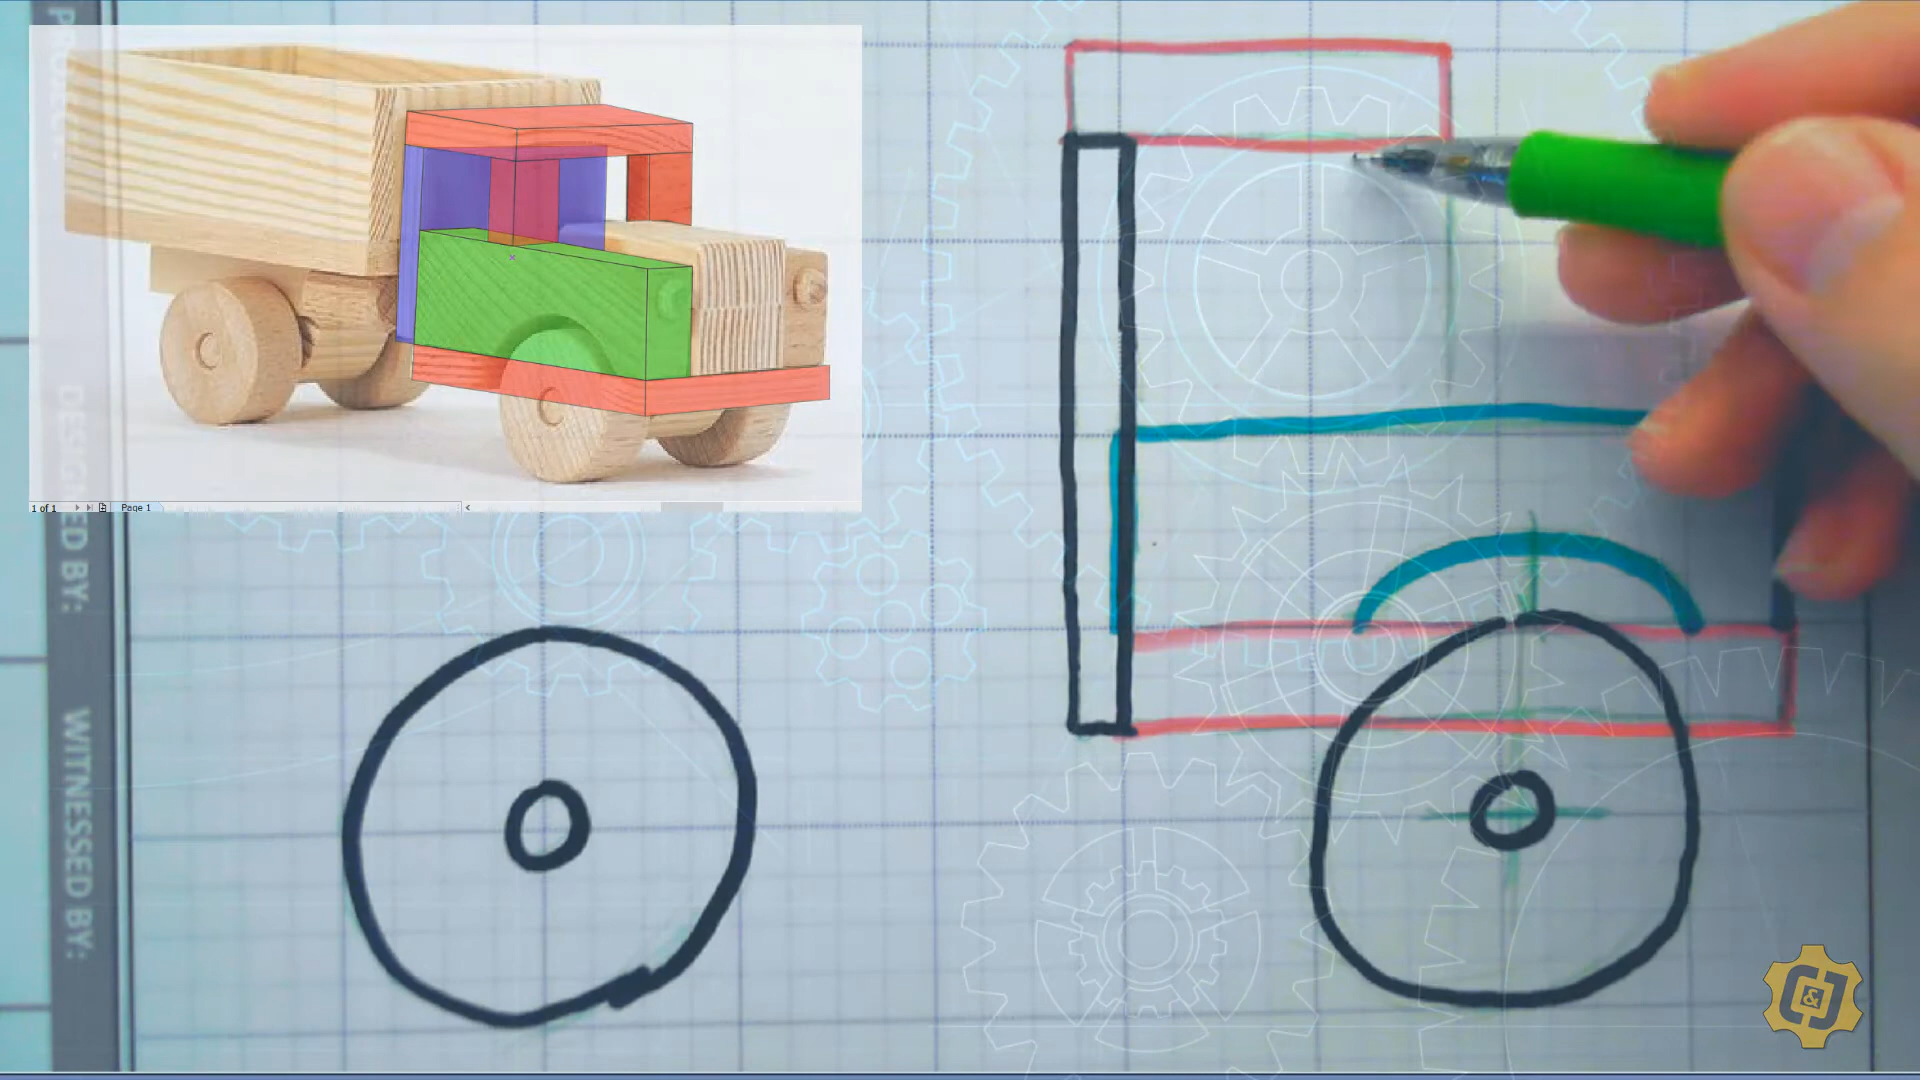 1 of 1
Page 1
DESIGNED BY:
WITNESSED BY:
C&J